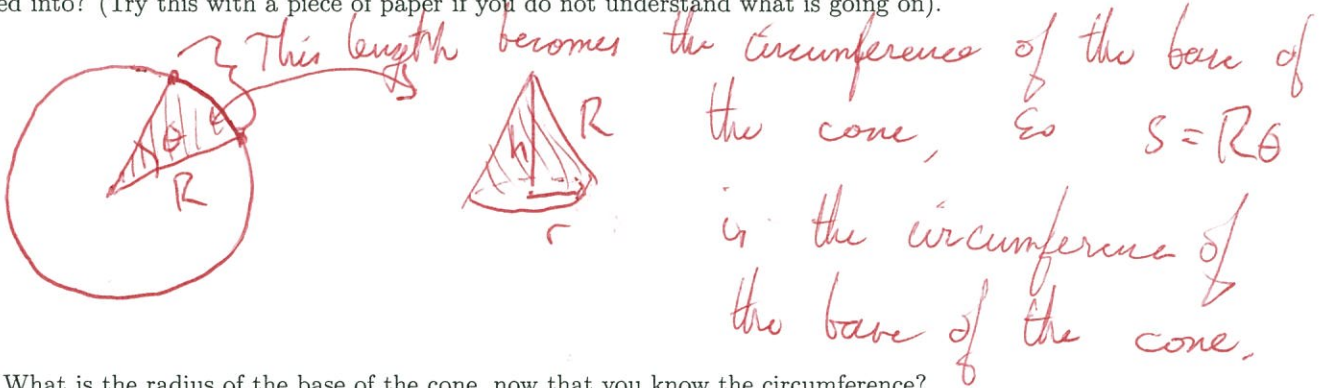 ed into? (Try this with a piece of paper if you do not understand what is going on).
This length becomes the circumference of the base of
the cone, so S = Rθ
is the circumference of
the base of the cone.
θ
R
h
R
r
What is the radius of the base of the cone, now that you know the circumference?